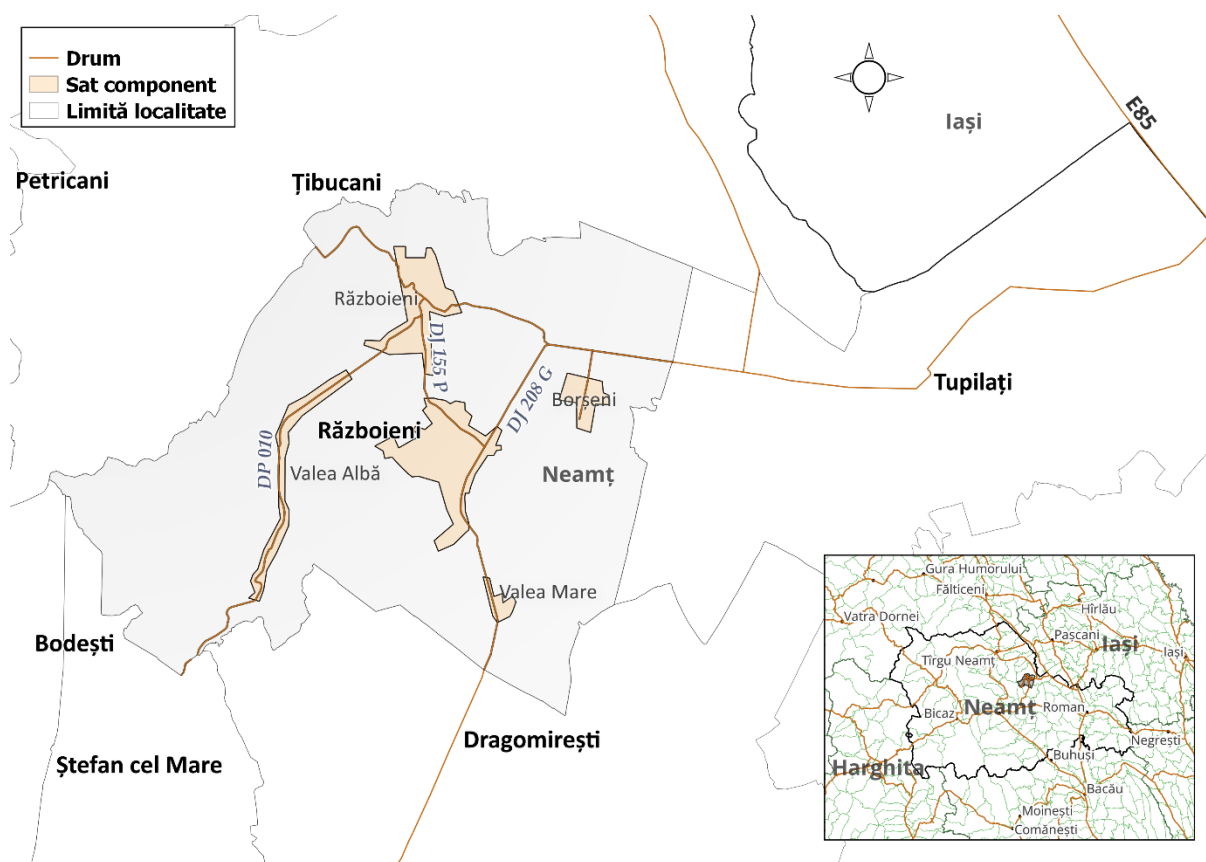 Drum
Sat component
Limită localitate
E85
Iași
Petricani
Țibucani
Războieni
DJ 155 P
DJ 208 G
Tupilați
Borșeni
Războieni
DP 010
Valea Albă
Neamț
Valea Mare
Bodești
Dragomirești
Ștefan cel Mare
Gura Humorului
Fălticeni
Hîrlău
Vatra Dornei
Pașcani
Iași
Iași
Tîrgu Neamț
Neamț
Roman
Bicaz
Negrești
Buhuși
Harghita
Bacău
Moinești
Comănești